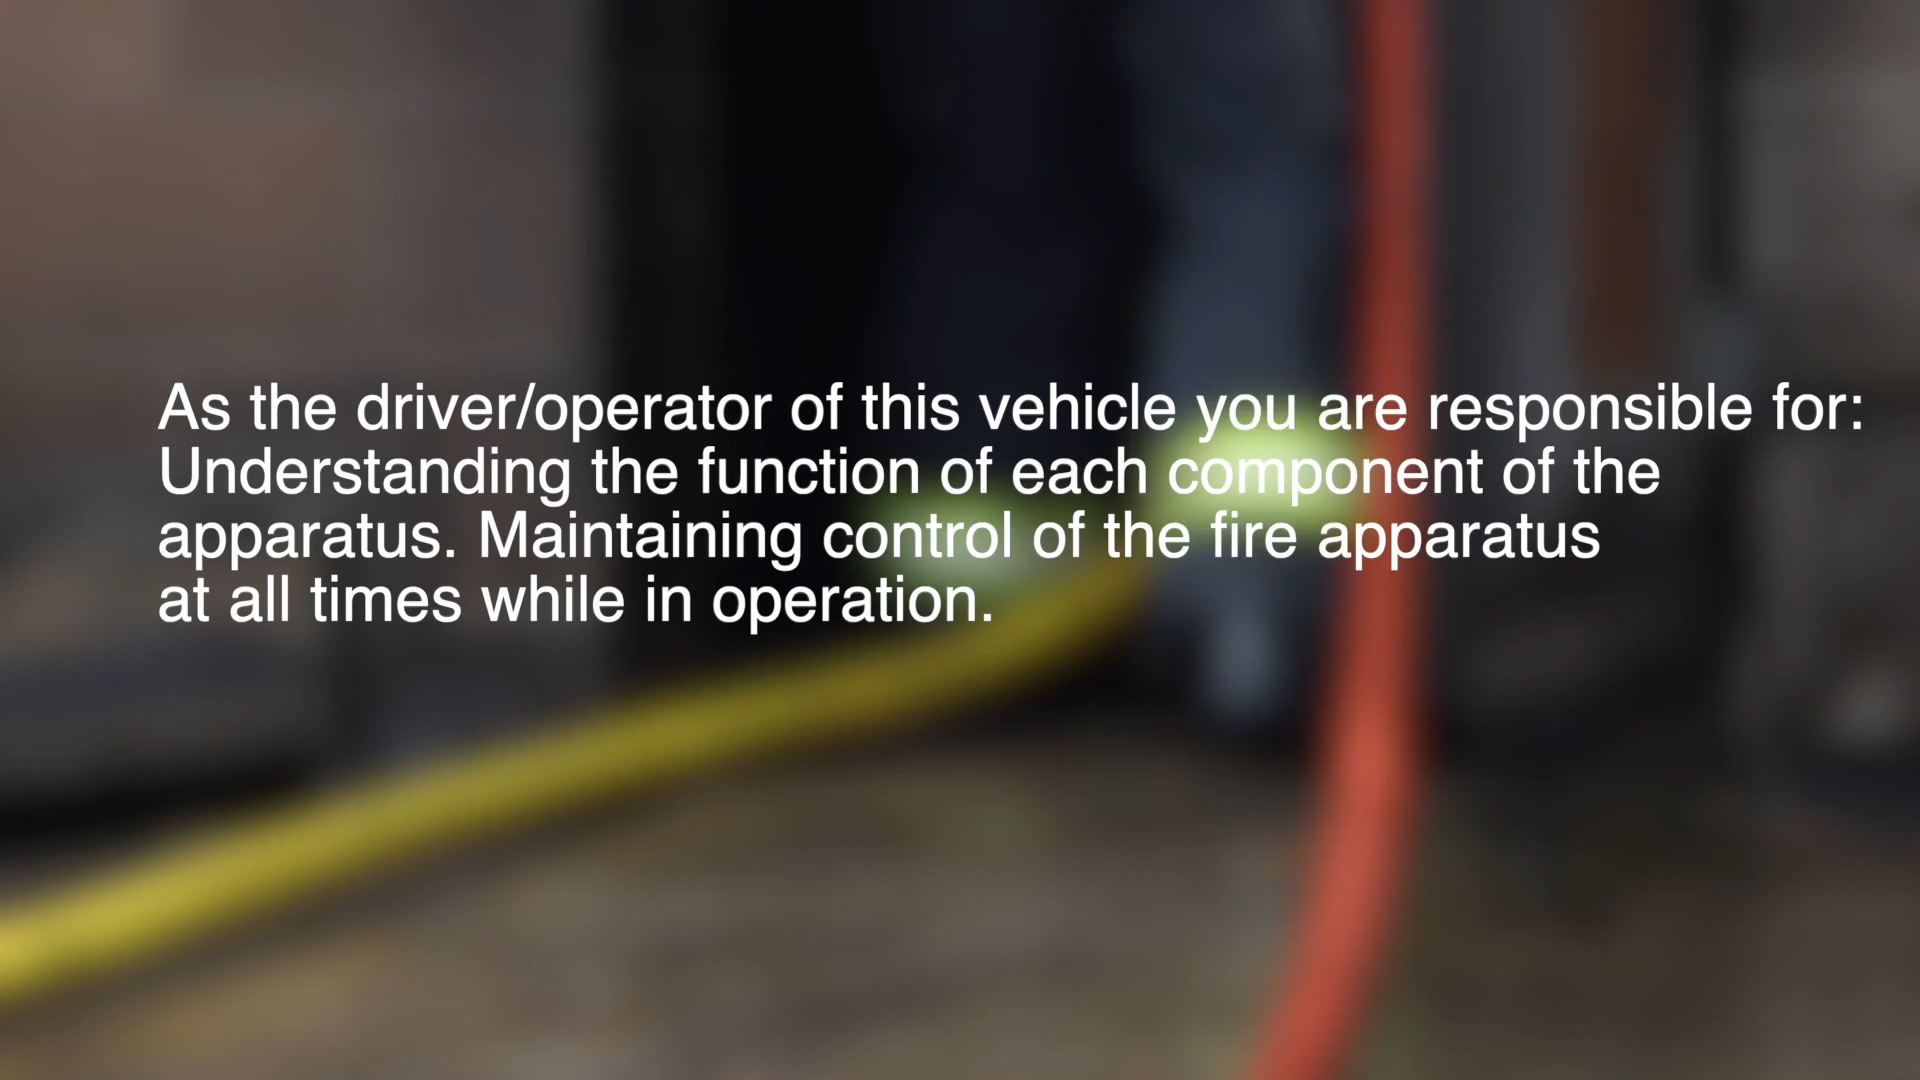 As the driver/operator of this vehicle you are responsible for:
Understanding the function of each component of the
apparatus. Maintaining control of the fire apparatus
at all times while in operation.